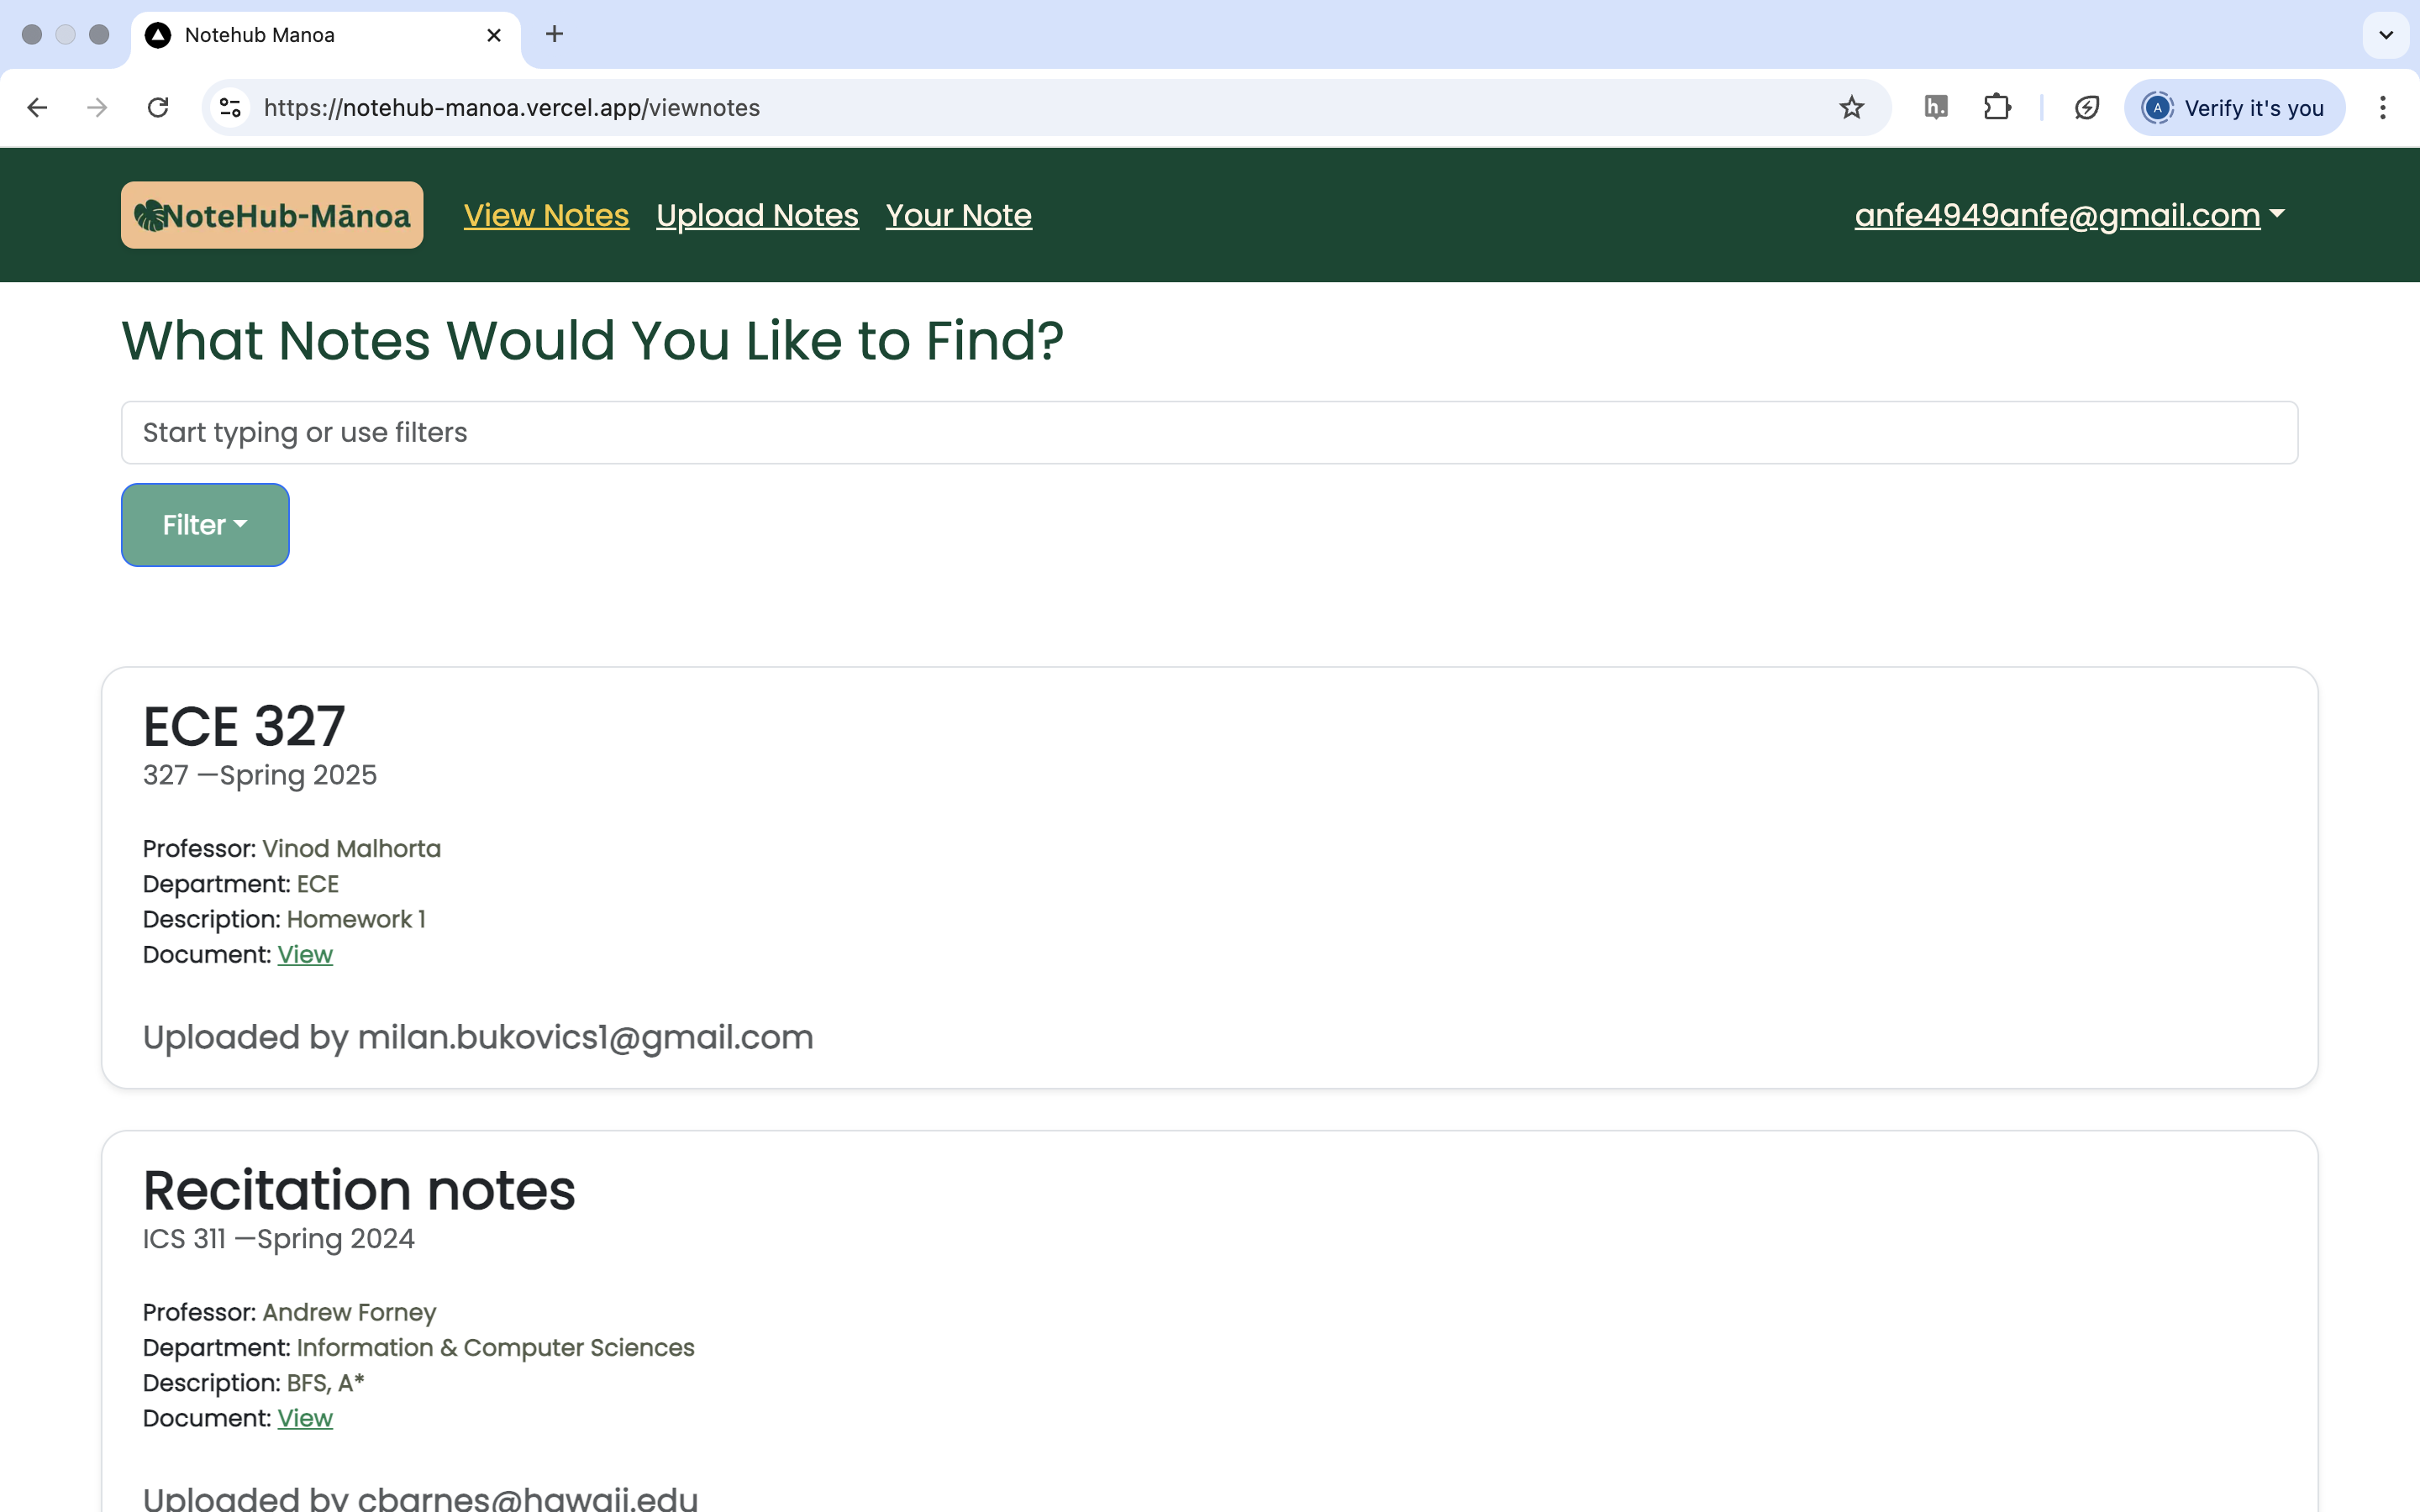 Notehub Manoa
https://notehub-manoa.vercel.app/viewnotes
h.
A
Verify it's you
NoteHub-Mānoa
View Notes
Upload Notes
Your Note
anfe4949anfe@gmail.com
What Notes Would You Like to Find?
Start typing or use filters
Filter
ECE 327
327 —Spring 2025
Professor: Vinod Malhorta
Department: ECE
Description: Homework 1
Document: View
Uploaded by milan.bukovics1@gmail.com
Recitation notes
ICS 311 —Spring 2024
Professor: Andrew Forney
Department: Information & Computer Sciences
Description: BFS, A*
Document: View
Uploaded by cbarnes@hawaii.edu